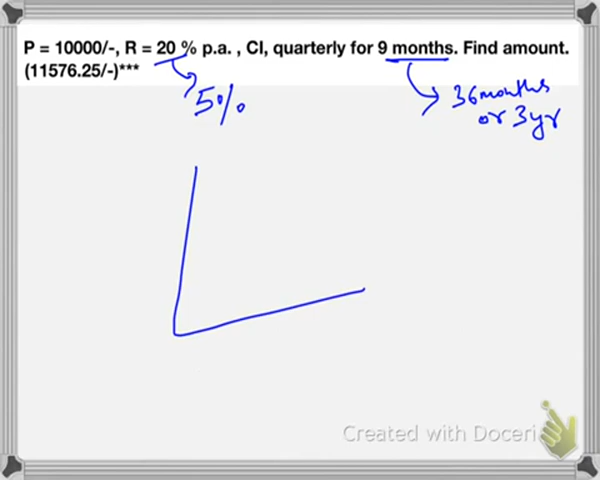 P = 10000/-, R = 20 % p.a. , CI, quarterly for 9 months. Find amount.
(11576.25/-)***
5%
36 months
or 3 yr
Created with Doceri